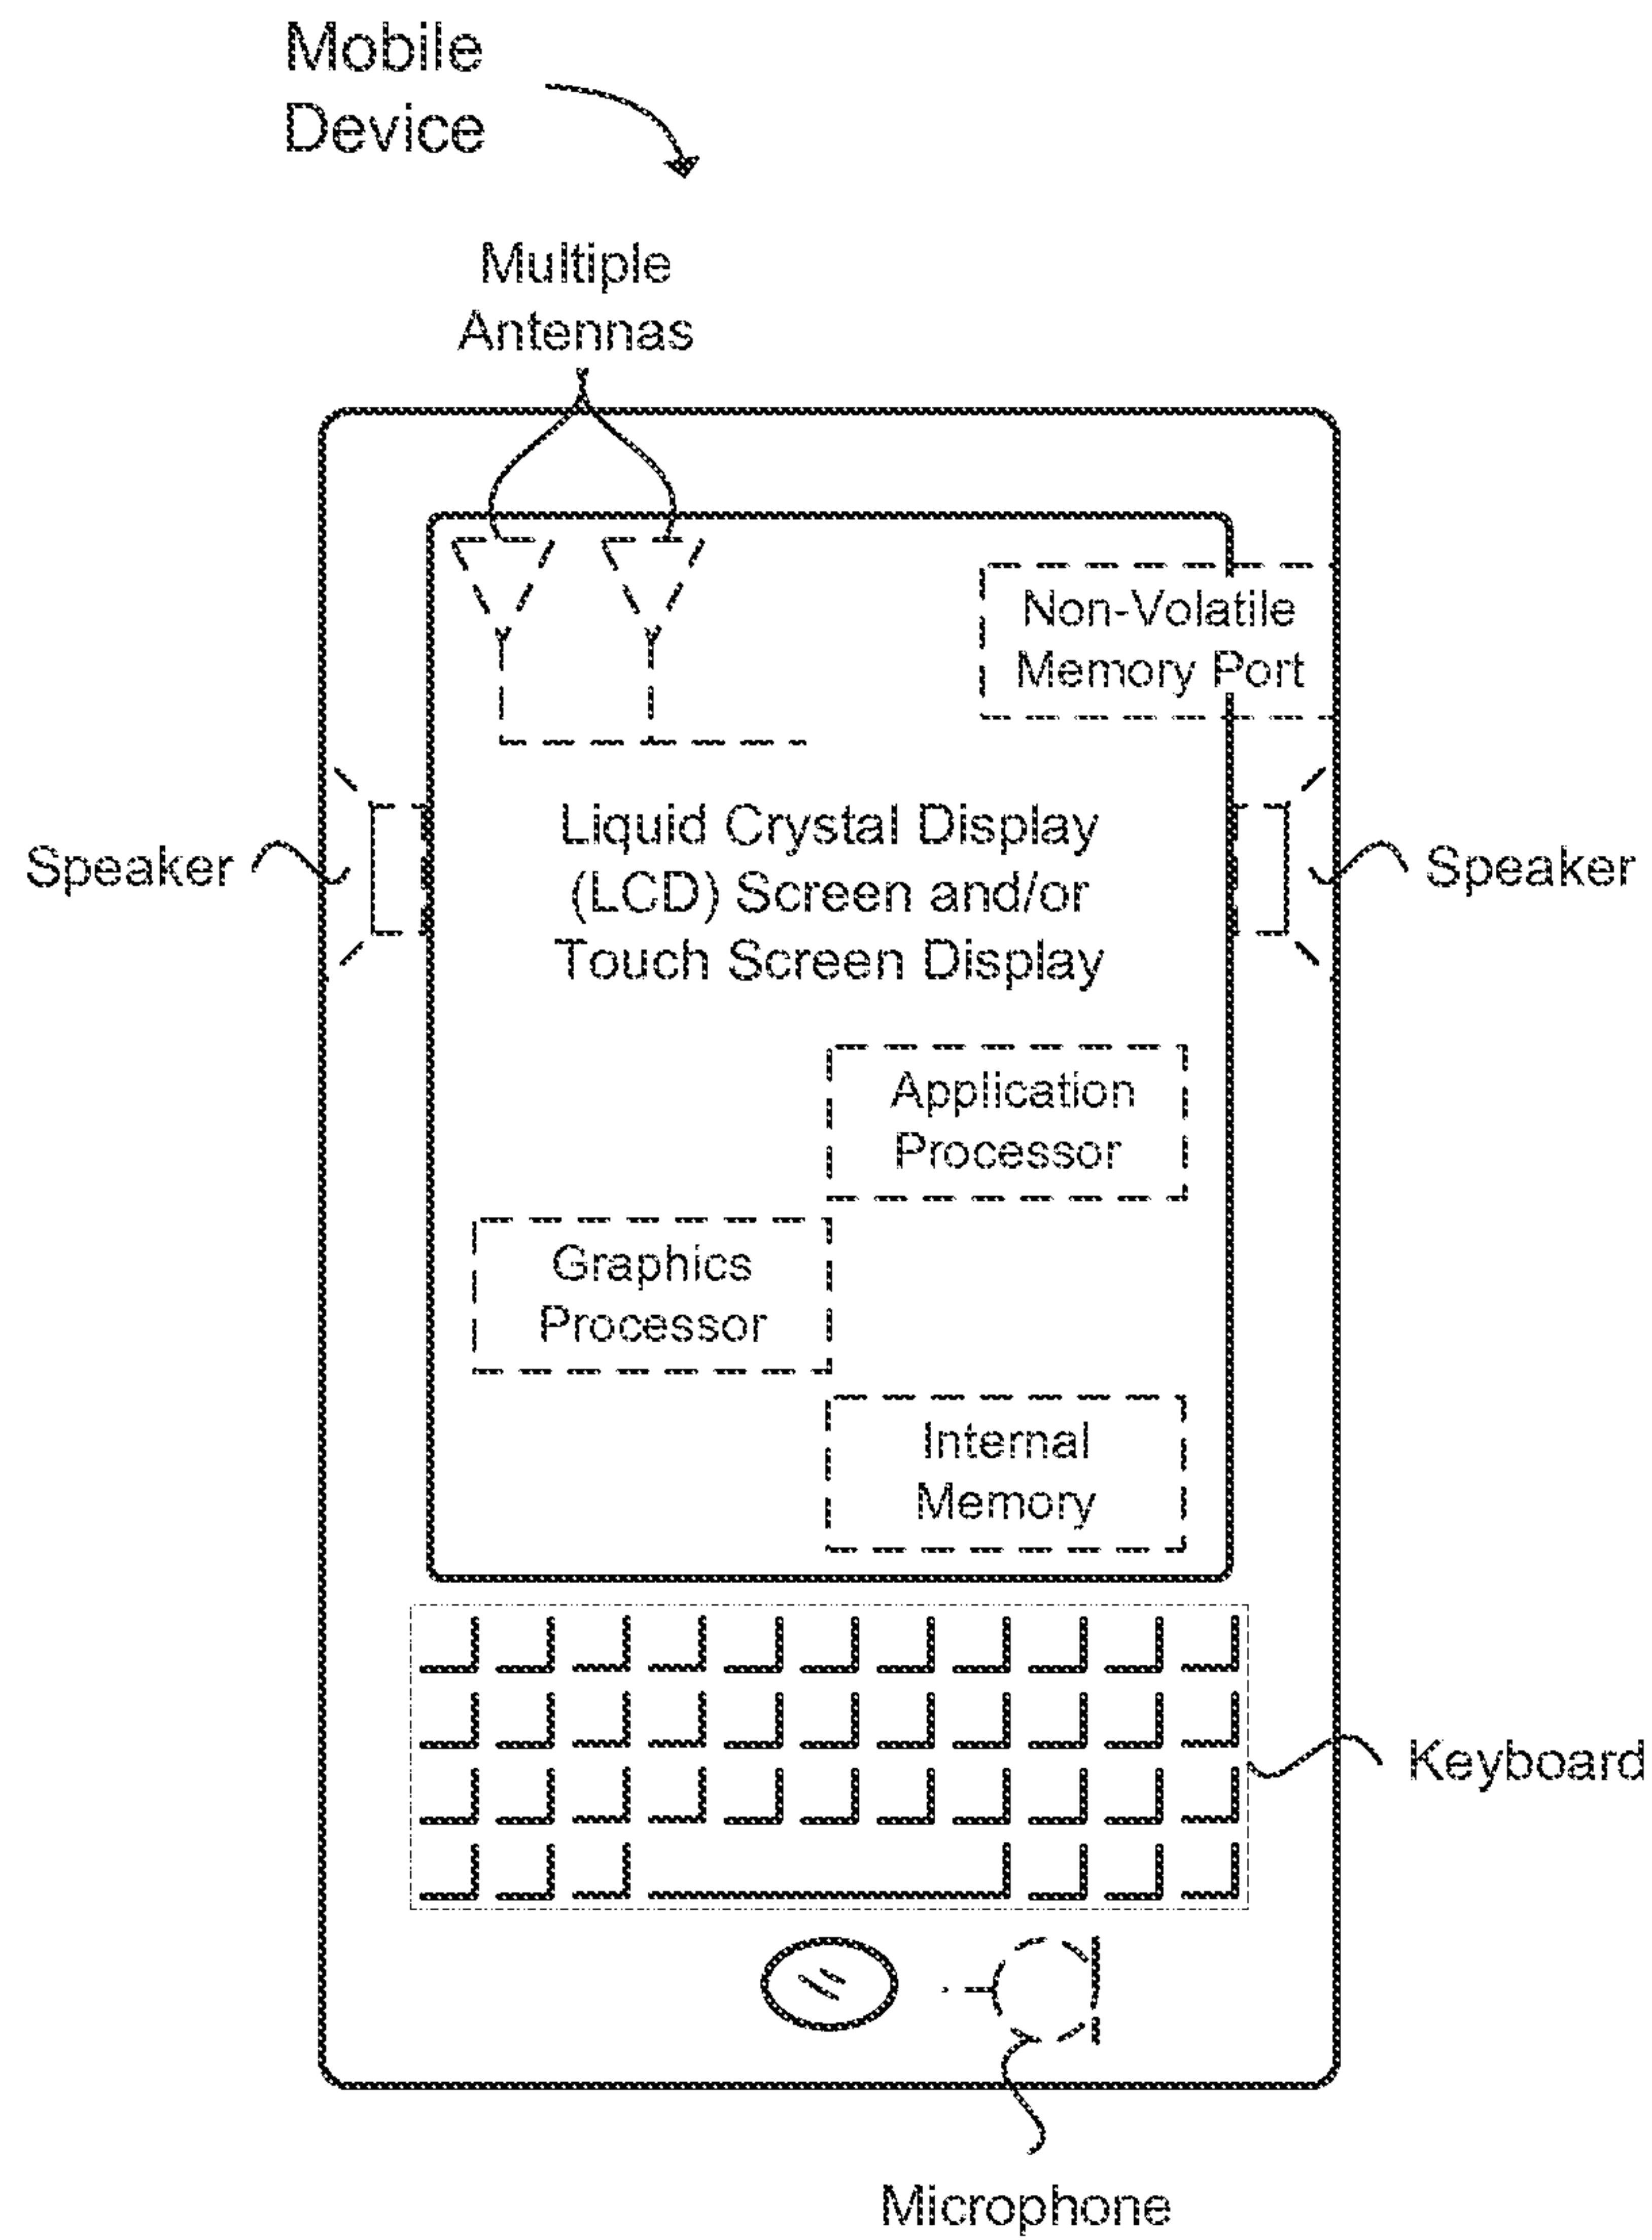 Mobile
Device
Multiple
Antennas
Non-Volatile
Memory Port
Speaker
Liquid Crystal Display
(LCD) Screen and/or
Touch Screen Display
Speaker
Application
Processor
Graphics
Processor
Internal
Memory
Keyboard
Microphone